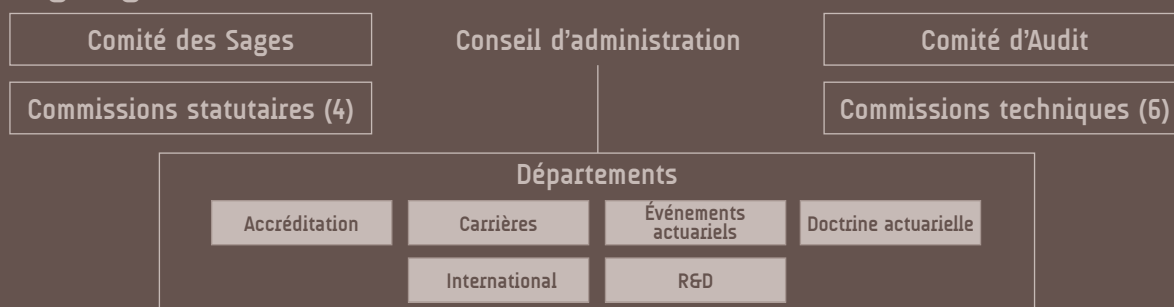 Comité des Sages
Conseil d'administration
Comité d'Audit
Commissions statutaires (4)
Commissions techniques (6)
Départements
Accréditation
Carrières
Événements
actuariels
Doctrine actuarielle
International
R&D